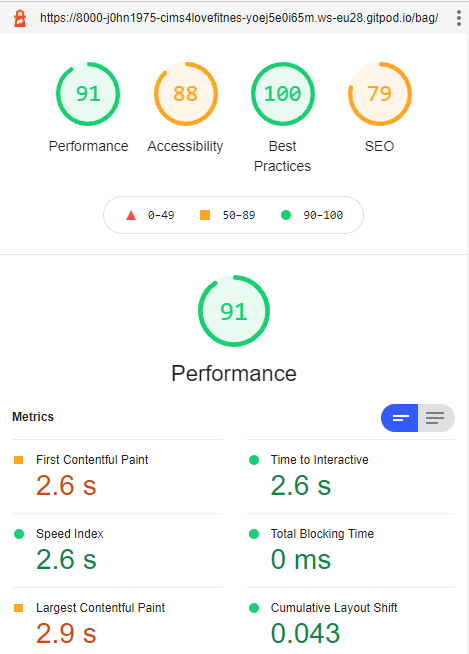 https://8000-j0hn1975-cims4lovefitnes-yoej5e0i65m.ws-eu28.gitpod.io/bag/
91 88 100 79
Performance Accessibility Best Practices SEO
0–49 50–89 90–100
91
Performance
Metrics
First Contentful Paint
2.6 s
Time to Interactive
2.6 s
Speed Index
2.6 s
Total Blocking Time
0 ms
Largest Contentful Paint
2.9 s
Cumulative Layout Shift
0.043